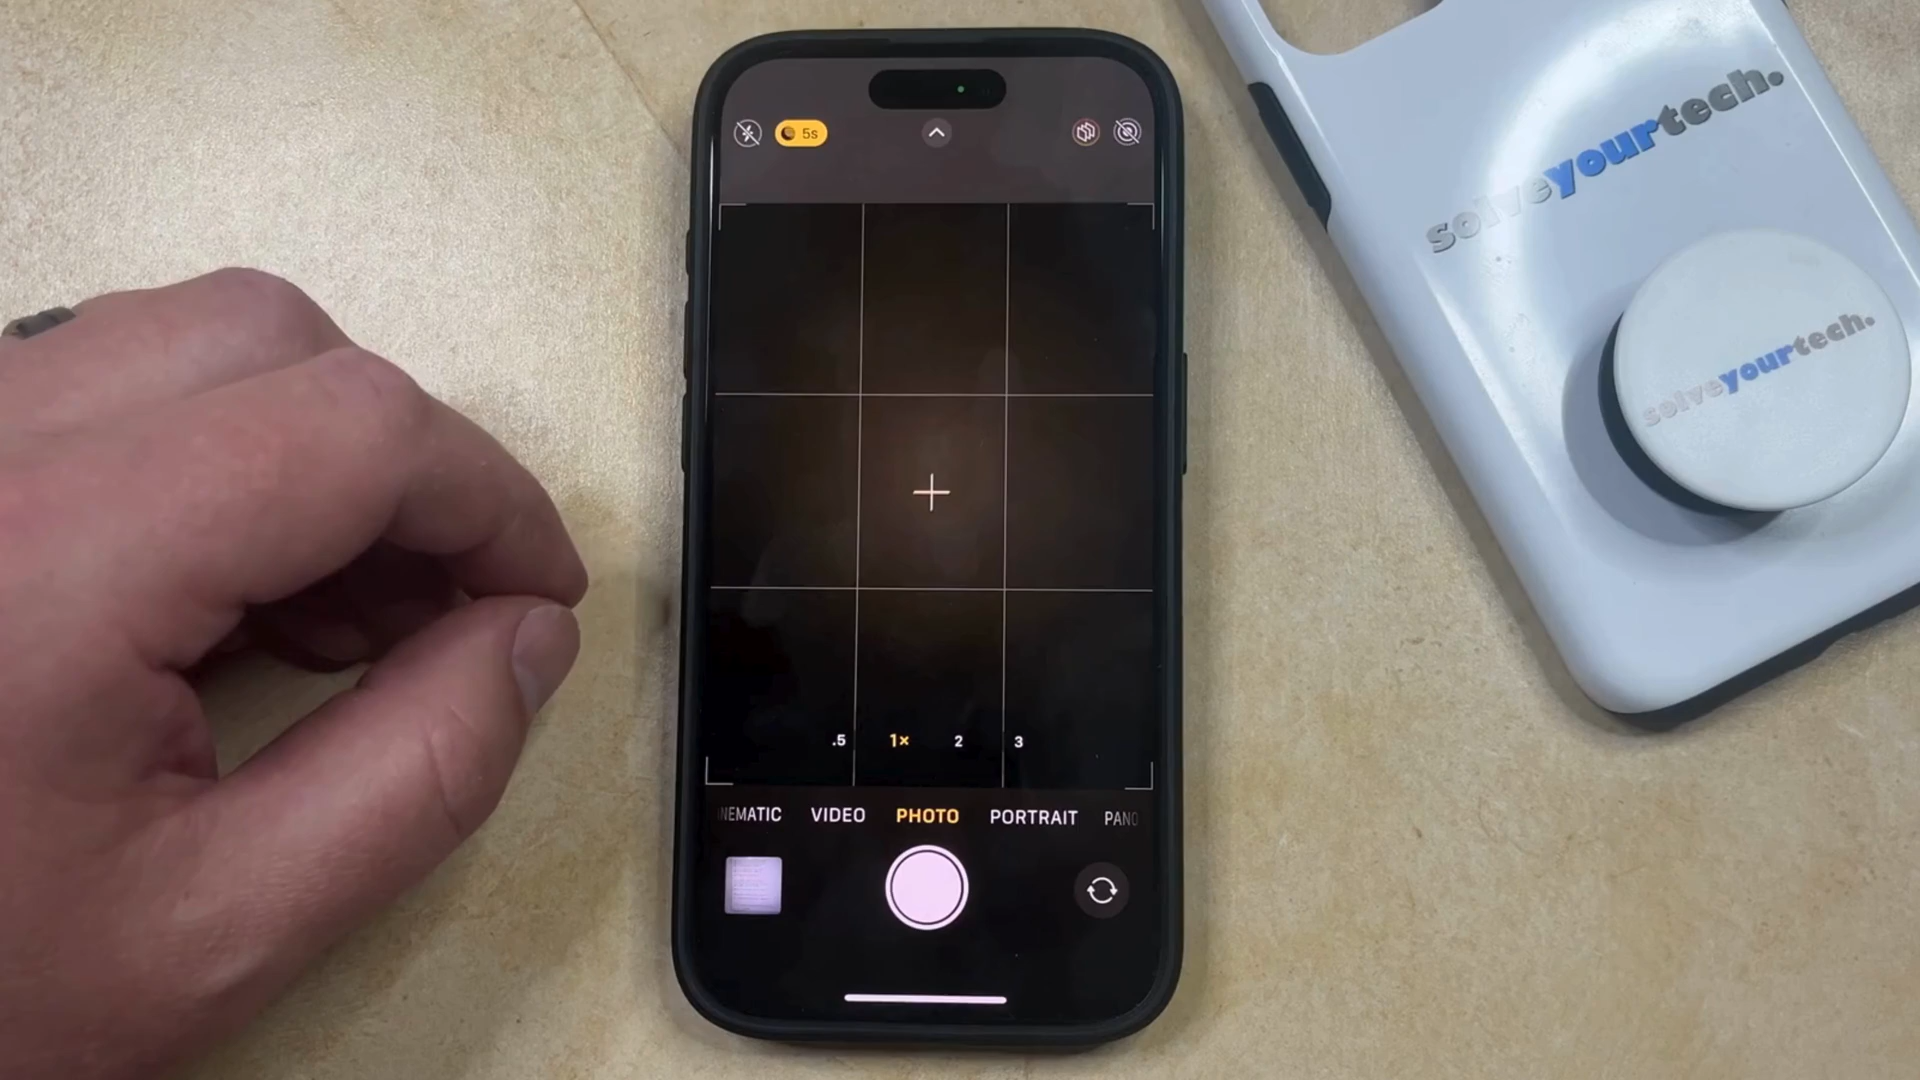 5s
solveyourtech.
solveyourtech.
.5 1× 2 3
NEMATIC VIDEO PHOTO PORTRAIT PANO